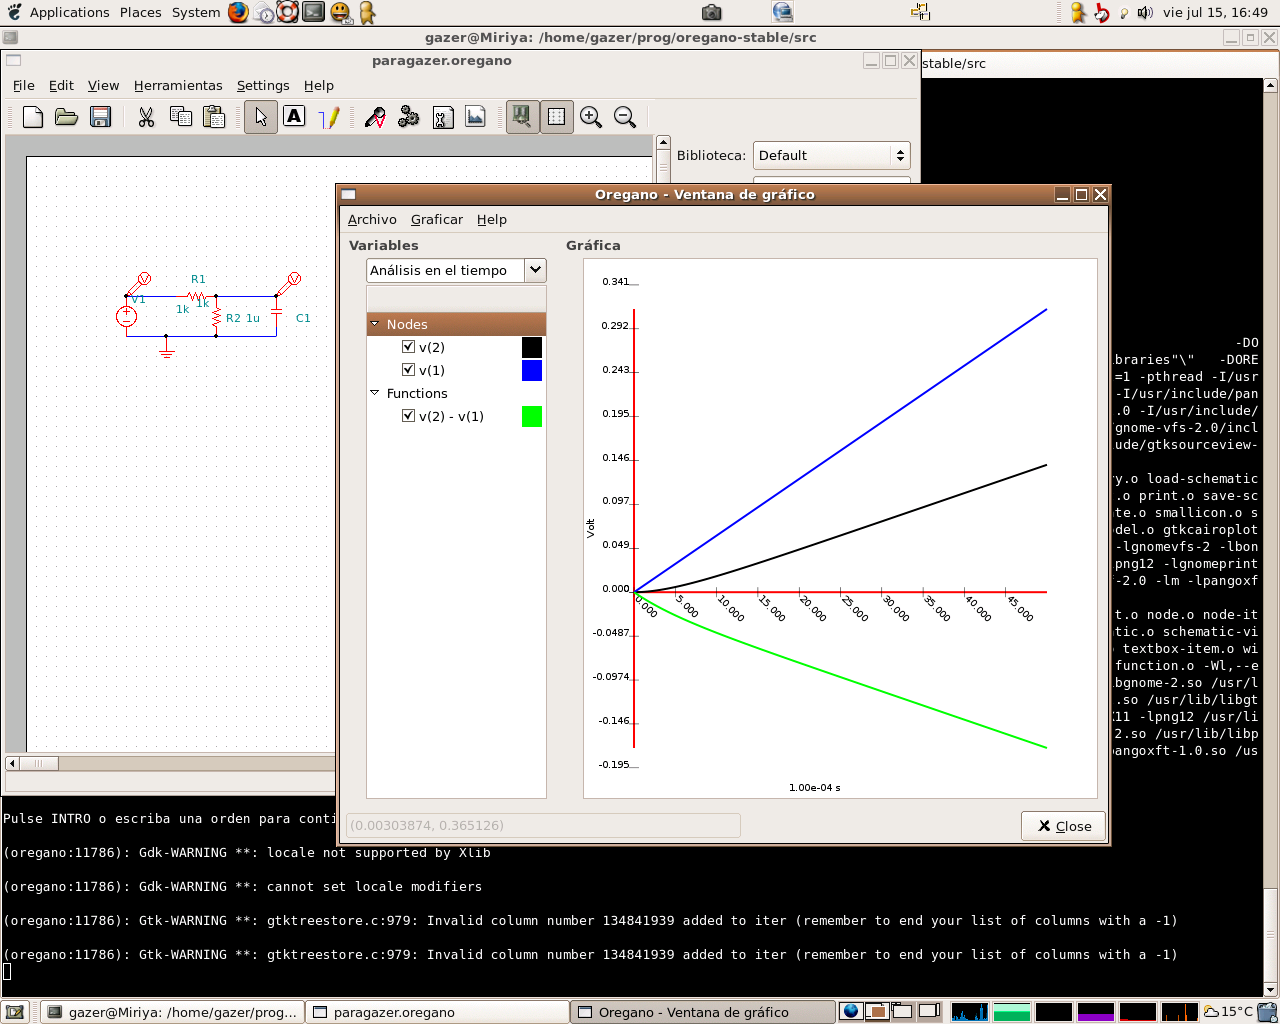 Applications Places System
vie jul 15, 16:49
gazer@Miriya: /home/gazer/prog/oregano-stable/src
paragazer.oregano
stable/src
File Edit View Herramientas Settings Help
Biblioteca: Default
V1
R1
1k
1k
R2 1u
C1
Oregano - Ventana de gráfico
Archivo Graficar Help
Variables
Análisis en el tiempo
Nodes
v(2)
v(1)
Functions
v(2) - v(1)
Gráfica
0.341
0.292
0.243
0.195
0.146
0.097
0.049
0.000
-0.0487
-0.0974
-0.146
-0.195
Volt
0.000 5.000 10.000 15.000 20.000 25.000 30.000 35.000 40.000 45.000
1.00e-04 s
(0.00303874, 0.365126)
Close
-DO
braries"\" -DORE
=1 -pthread -I/usr
-I/usr/include/pan
.0 -I/usr/include/
gnome-vfs-2.0/incl
ude/gtksourceview-
y.o load-schematic
.o print.o save-sc
te.o smallicon.o s
del.o gtkcairoplot
-lgnomevfs-2 -lbon
png12 -lgnomeprint
-2.0 -lm -lpangoxf
t.o node.o node-it
tic.o schematic-vi
textbox-item.o wi
function.o -Wl,--e
bgnome-2.so /usr/l
.so /usr/lib/libgt
X11 -lpng12 /usr/li
2.so /usr/lib/libp
angoxft-1.0.so /us
Pulse INTRO o escriba una orden para conti
(oregano:11786): Gdk-WARNING **: locale not supported by Xlib
(oregano:11786): Gdk-WARNING **: cannot set locale modifiers
(oregano:11786): Gtk-WARNING **: gtktreestore.c:979: Invalid column number 134841939 added to iter (remember to end your list of columns with a -1)
(oregano:11786): Gtk-WARNING **: gtktreestore.c:979: Invalid column number 134841939 added to iter (remember to end your list of columns with a -1)
gazer@Miriya: /home/gazer/prog...
paragazer.oregano
Oregano - Ventana de gráfico
15°C